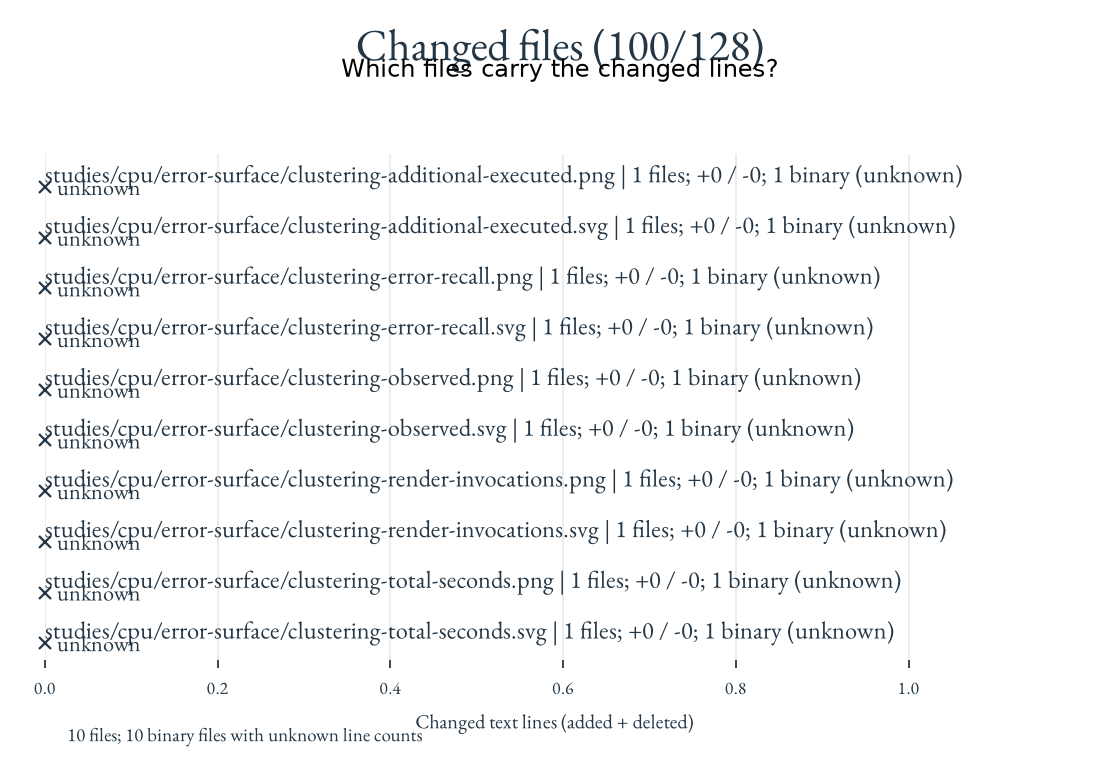 Changed files (100/128)
Which files carry the changed lines?
studies/cpu/error-surface/clustering-additional-executed.png | 1 files; +0 / -0; 1 binary (unknown)
unknown
studies/cpu/error-surface/clustering-additional-executed.svg | 1 files; +0 / -0; 1 binary (unknown)
unknown
studies/cpu/error-surface/clustering-error-recall.png | 1 files; +0 / -0; 1 binary (unknown)
unknown
studies/cpu/error-surface/clustering-error-recall.svg | 1 files; +0 / -0; 1 binary (unknown)
unknown
studies/cpu/error-surface/clustering-observed.png | 1 files; +0 / -0; 1 binary (unknown)
unknown
studies/cpu/error-surface/clustering-observed.svg | 1 files; +0 / -0; 1 binary (unknown)
unknown
studies/cpu/error-surface/clustering-render-invocations.png | 1 files; +0 / -0; 1 binary (unknown)
unknown
studies/cpu/error-surface/clustering-render-invocations.svg | 1 files; +0 / -0; 1 binary (unknown)
unknown
studies/cpu/error-surface/clustering-total-seconds.png | 1 files; +0 / -0; 1 binary (unknown)
unknown
studies/cpu/error-surface/clustering-total-seconds.svg | 1 files; +0 / -0; 1 binary (unknown)
unknown
0.0 0.2 0.4 0.6 0.8 1.0
Changed text lines (added + deleted)
10 files; 10 binary files with unknown line counts